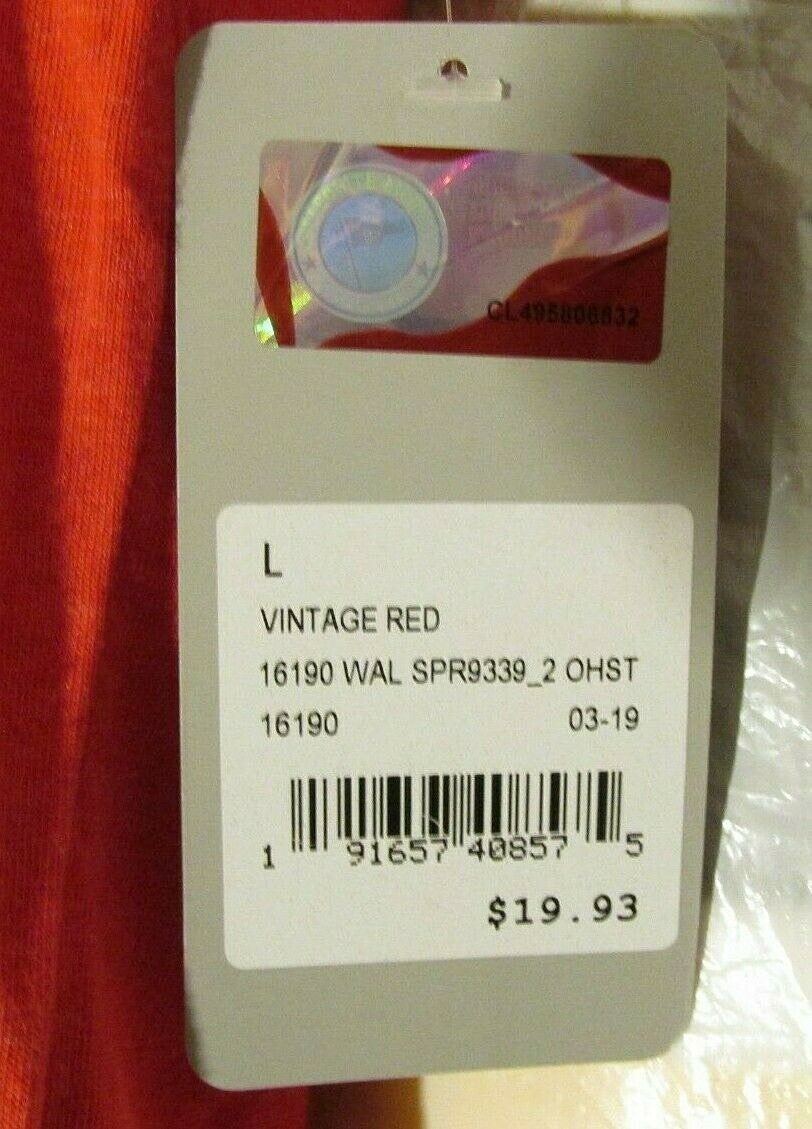 CL495806632
L
VINTAGE RED
16190 WAL SPR9339_2 OHST
16190 03-19
1 91657 40857 5
$19.93